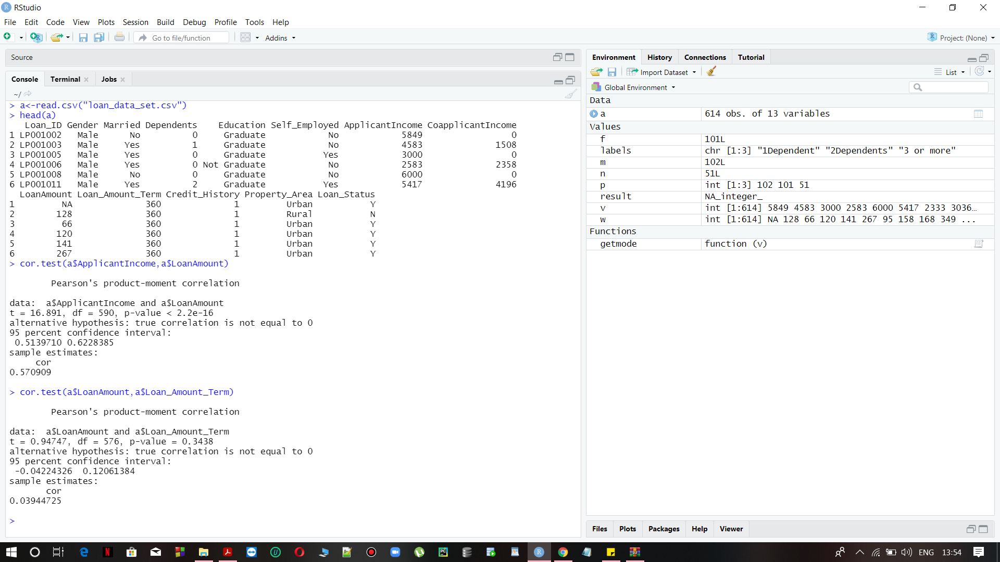 RStudio
File Edit Code View Plots Session Build Debug Profile Tools Help
Go to file/function Addins Project: (None)
Source
Console Terminal Jobs
~/
> a<-read.csv("loan_data_set.csv")
> head(a)
   Loan_ID Gender Married Dependents    Education Self_Employed ApplicantIncome CoapplicantIncome
1 LP001002   Male      No          0     Graduate            No            5849                 0
2 LP001003   Male     Yes          1     Graduate            No            4583              1508
3 LP001005   Male     Yes          0     Graduate           Yes            3000                 0
4 LP001006   Male     Yes          0 Not Graduate            No            2583              2358
5 LP001008   Male      No          0     Graduate            No            6000                 0
6 LP001011   Male     Yes          2     Graduate           Yes            5417              4196
  LoanAmount Loan_Amount_Term Credit_History Property_Area Loan_Status
1         NA              360              1         Urban           Y
2        128              360              1         Rural           N
3         66              360              1         Urban           Y
4        120              360              1         Urban           Y
5        141              360              1         Urban           Y
6        267              360              1         Urban           Y
> cor.test(a$ApplicantIncome,a$LoanAmount)
Pearson's product-moment correlation
data:  a$ApplicantIncome and a$LoanAmount
t = 16.891, df = 590, p-value < 2.2e-16
alternative hypothesis: true correlation is not equal to 0
95 percent confidence interval:
 0.5139710 0.6228385
sample estimates:
     cor
0.570909
> cor.test(a$LoanAmount,a$Loan_Amount_Term)
Pearson's product-moment correlation
data:  a$LoanAmount and a$Loan_Amount_Term
t = 0.94747, df = 576, p-value = 0.3438
alternative hypothesis: true correlation is not equal to 0
95 percent confidence interval:
 -0.04224326  0.12061384
sample estimates:
       cor
0.03944725
>
Environment History Connections Tutorial
Import Dataset List
Global Environment
Data
a 614 obs. of 13 variables
Values
f 101L
labels chr [1:3] "1Dependent" "2Dependents" "3 or more"
m 102L
n 51L
p int [1:3] 102 101 51
result NA_integer_
v int [1:614] 5849 4583 3000 2583 6000 5417 2333 3036…
w int [1:614] NA 128 66 120 141 267 95 158 168 349 ...
Functions
getmode function (v)
Files Plots Packages Help Viewer
ENG 13:54